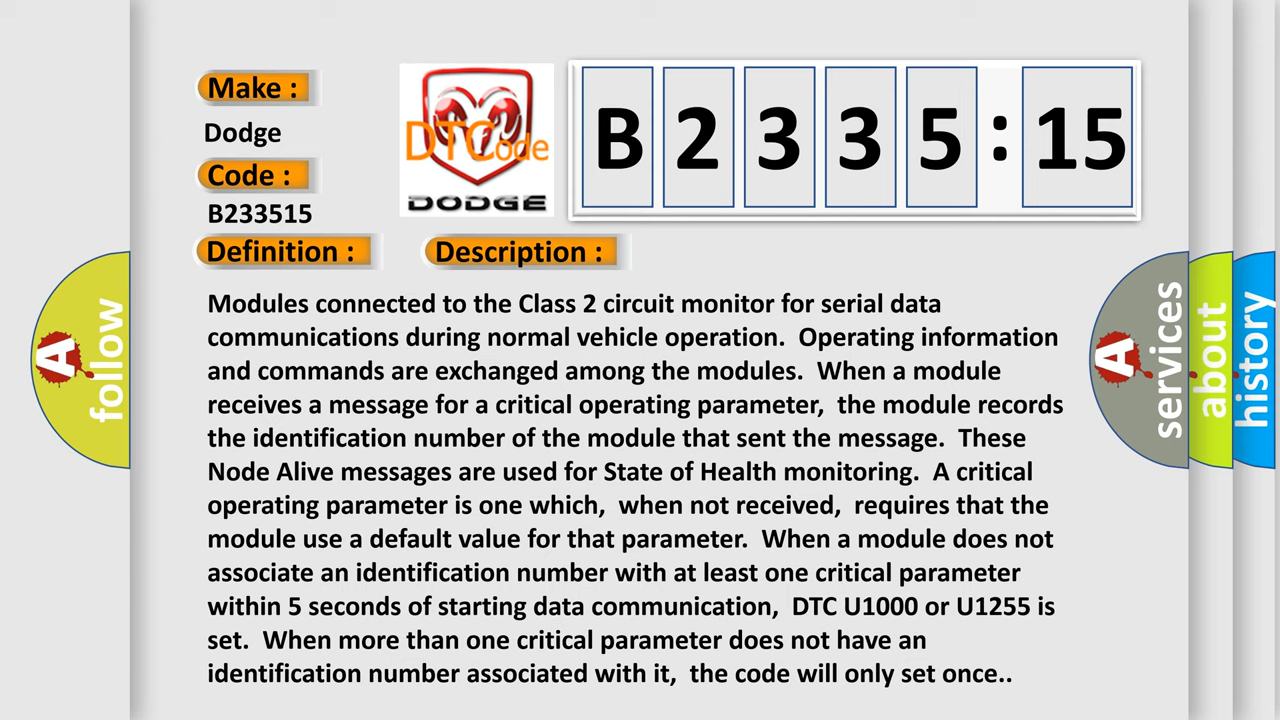 Make :
Dodge
Code :
B233515
Definition :
Description :
DTC ode
DODGE
B 2 3 3 5 : 15
Modules connected to the Class 2 circuit monitor for serial data
communications during normal vehicle operation. Operating information
and commands are exchanged among the modules. When a module
receives a message for a critical operating parameter, the module records
the identification number of the module that sent the message. These
Node Alive messages are used for State of Health monitoring. A critical
operating parameter is one which, when not received, requires that the
module use a default value for that parameter. When a module does not
associate an identification number with at least one critical parameter
within 5 seconds of starting data communication, DTC U1000 or U1255 is
set. When more than one critical parameter does not have an
identification number associated with it, the code will only set once..
A
follow
A
services
about
history